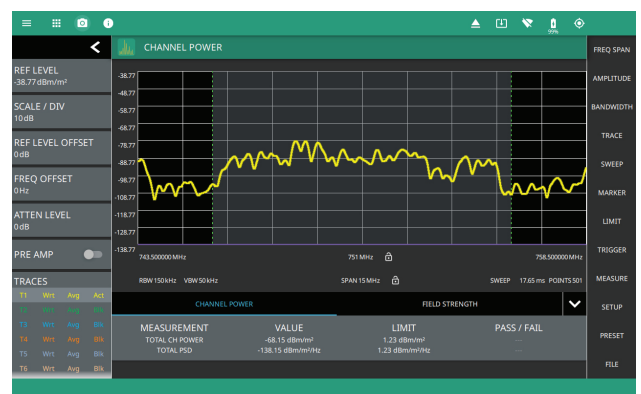 99%
CHANNEL POWER
REF LEVEL
-38.77 dBm/m²
SCALE / DIV
10 dB
REF LEVEL OFFSET
0 dB
FREQ OFFSET
0 Hz
ATTEN LEVEL
0 dB
PRE AMP
TRACES
T1 Wrt Avg Act
T2 Wrt Avg Blk
T3 Wrt Avg Blk
T4 Wrt Avg Blk
T5 Wrt Avg Blk
T6 Wrt Avg Blk
-38.77
-48.77
-58.77
-68.77
-78.77
-88.77
-98.77
-108.77
-118.77
-128.77
-138.77
743.500000 MHz 751 MHz 758.500000 MHz
RBW 150 kHz VBW 50 kHz SPAN 15 MHz SWEEP 17.65 ms POINTS 501
CHANNEL POWER FIELD STRENGTH
MEASUREMENT VALUE LIMIT PASS / FAIL
TOTAL CH POWER -68.15 dBm/m² 1.23 dBm/m² ---
TOTAL PSD -138.15 dBm/m²/Hz 1.23 dBm/m²/Hz ---
FREQ SPAN
AMPLITUDE
BANDWIDTH
TRACE
SWEEP
MARKER
LIMIT
TRIGGER
MEASURE
SETUP
PRESET
FILE